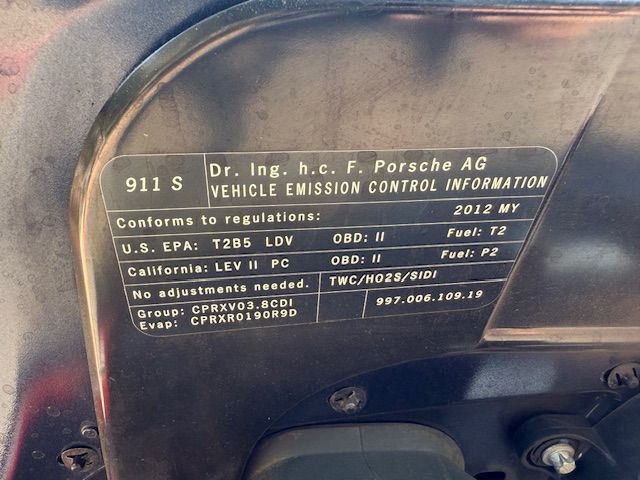 911 S
Dr. Ing. h.c. F. Porsche AG
VEHICLE EMISSION CONTROL INFORMATION
Conforms to regulations: 2012 MY
U.S. EPA: T2B5 LDV OBD: II Fuel: T2
California: LEV II PC OBD: II Fuel: P2
No adjustments needed. TWC/HO2S/SIDI
Group: CPRXV03.8CDI
Evap: CPRXR0190R9D
997.006.109.19